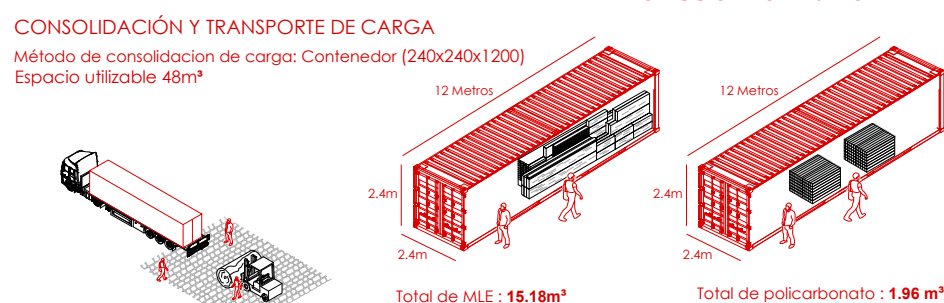 CONSOLIDACIÓN Y TRANSPORTE DE CARGA
Método de consolidacion de carga: Contenedor (240x240x1200)
Espacio utilizable 48m³
12 Metros
2.4m
2.4m
Total de MLE : 15.18m³
12 Metros
2.4m
2.4m
Total de policarbonato : 1.96 m³